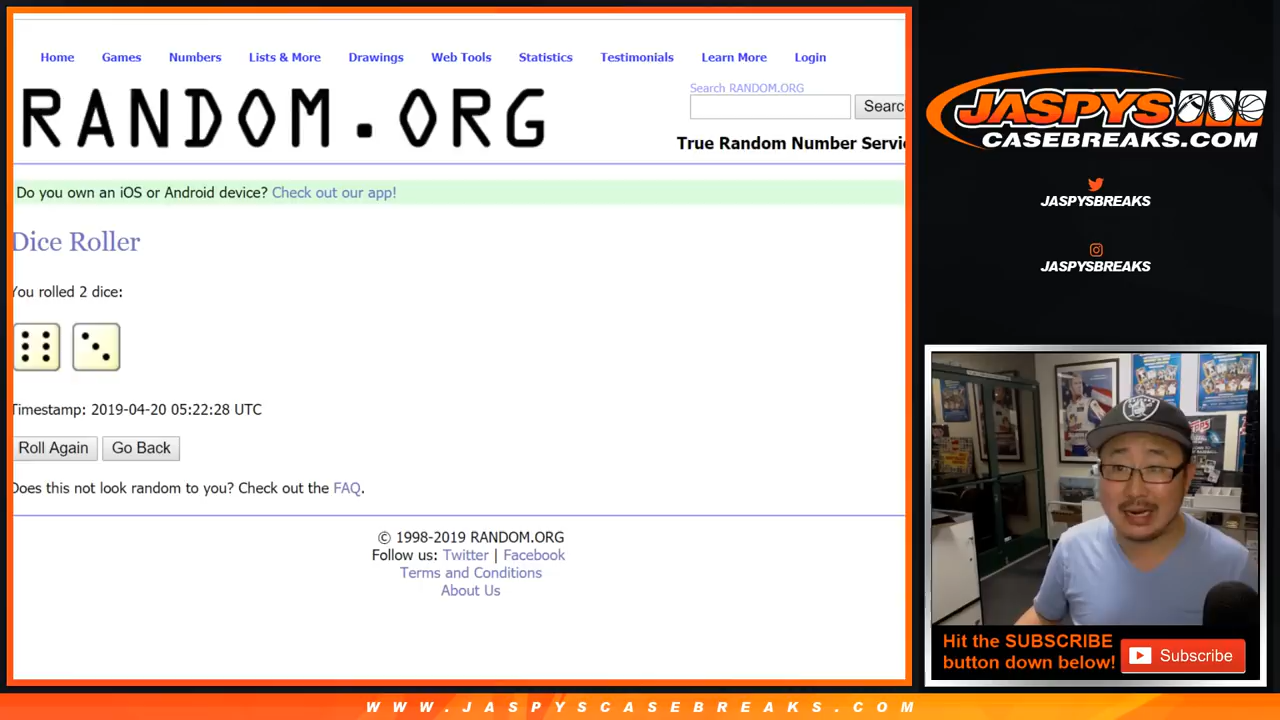 Home Games Numbers Lists & More Drawings Web Tools Statistics Testimonials Learn More Login
RANDOM.ORG
Search RANDOM.ORG
Searc
True Random Number Servi
Do you own an iOS or Android device? Check out our app!
Dice Roller
You rolled 2 dice:
Timestamp: 2019-04-20 05:22:28 UTC
Roll Again Go Back
Does this not look random to you? Check out the FAQ.
© 1998-2019 RANDOM.ORG
Follow us: Twitter | Facebook
Terms and Conditions
About Us
JASPYS
CASEBREAKS.COM
JASPYSBREAKS
JASPYSBREAKS
Hit the SUBSCRIBE
button down below!
Subscribe
WWW.JASPYSCASEBREAKS.COM